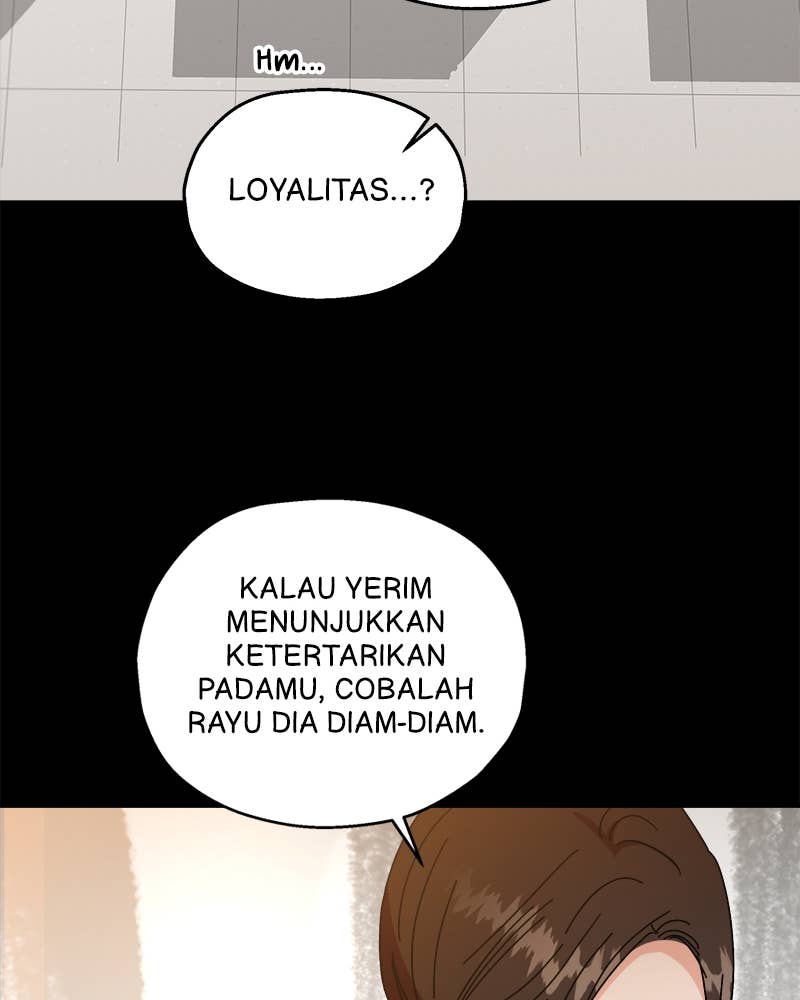 Hm...
LOYALITAS...?
KALAU YERIM
MENUNJUKKAN
KETERTARIKAN
PADAMU, COBALAH
RAYU DIA DIAM-DIAM.